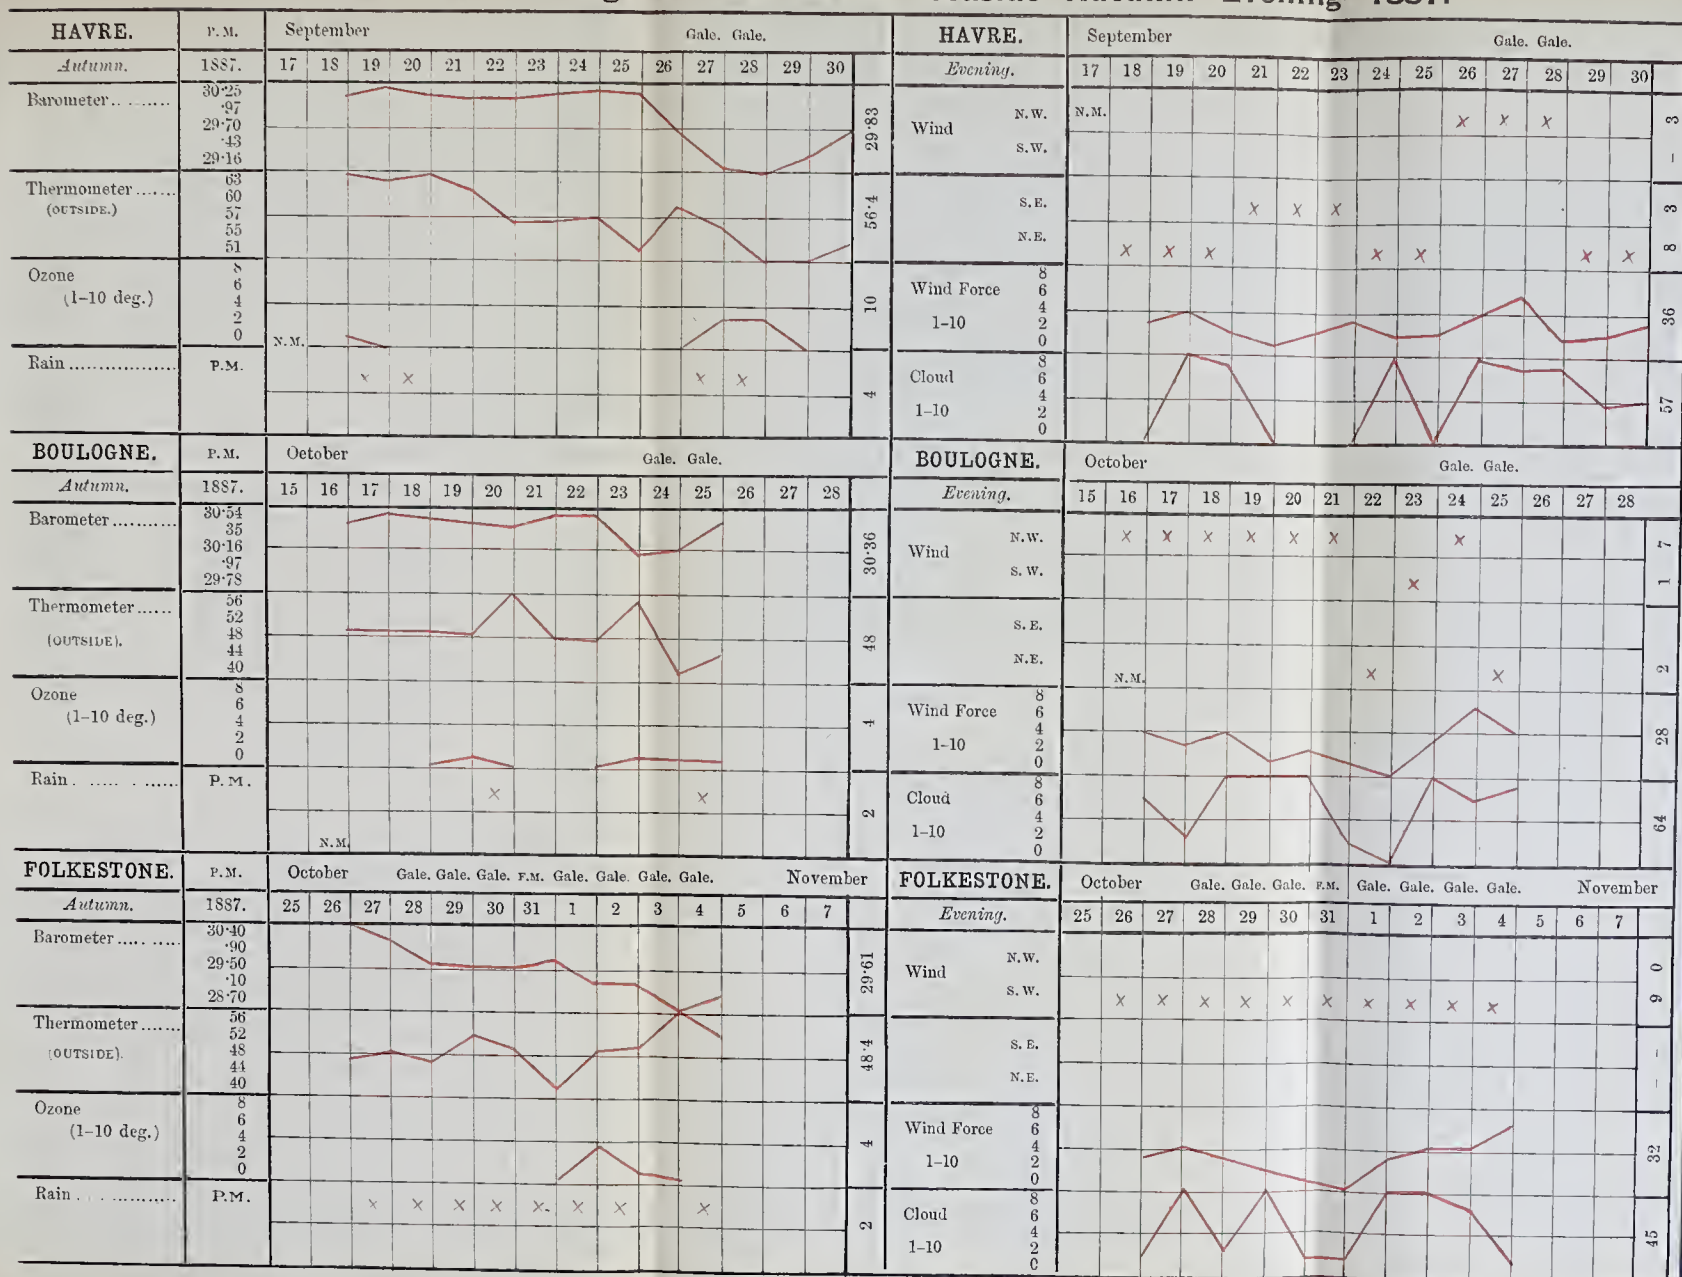 Evening 1887.
HAVRE. P.M. September Gale. Gale.
Autumn. 1887. 17 18 19 20 21 22 23 24 25 26 27 28 29 30
Barometer.......... 30·25
·97
29·70 29·83
·43
29·16
Thermometer....... 63
(OUTSIDE.) 60
57 56·4
55
51
Ozone 8
(1-10 deg.) 6
4 10
2
0 N.M.
Rain.................. P.M. × × × ×
4
BOULOGNE. P.M. October Gale. Gale.
Autumn. 1887. 15 16 17 18 19 20 21 22 23 24 25 26 27 28
Barometer........... 30·54
35
30·16 30·36
·97
29·78
Thermometer...... 56
(OUTSIDE). 52
48 48
44
40
Ozone 8
(1-10 deg.) 6
4 4
2
0
Rain. P.M. × ×
2
N.M.
FOLKESTONE. P.M. October Gale. Gale. Gale. F.M. Gale. Gale. Gale. Gale. November
Autumn. 1887. 25 26 27 28 29 30 31 1 2 3 4 5 6 7
Barometer 30·40
·90
29·50 29·61
·10
28·70
Thermometer....... 56
(OUTSIDE). 52
48 48·4
44
40
Ozone 8
(1-10 deg.) 6
4 4
2
0
Rain P.M. × × × × × × × ×
2
HAVRE. September Gale. Gale.
Evening. 17 18 19 20 21 22 23 24 25 26 27 28 29 30
Wind N.W. N.M. × × × 3
S.W. –
S.E. × × × 3
N.E. × × × × × × × 8
Wind Force 8
1-10 6
4
2 36
0
Cloud 8
1-10 6
4
2 57
0
BOULOGNE. October Gale. Gale.
Evening. 15 16 17 18 19 20 21 22 23 24 25 26 27 28
Wind N.W. × × × × × × × 7
S.W. × 1
S.E.
N.E. N.M. × × 2
Wind Force 8
1-10 6
4
2 28
0
Cloud 8
1-10 6
4
2 64
0
FOLKESTONE. October Gale. Gale. Gale. F.M. Gale. Gale. Gale. Gale. November
Evening. 25 26 27 28 29 30 31 1 2 3 4 5 6 7
Wind N.W. 0
S.W. × × × × × × × × × × 9
S.E. –
N.E. –
Wind Force 8
1-10 6
4
2 32
0
Cloud 8
1-10 6
4
2 45
0